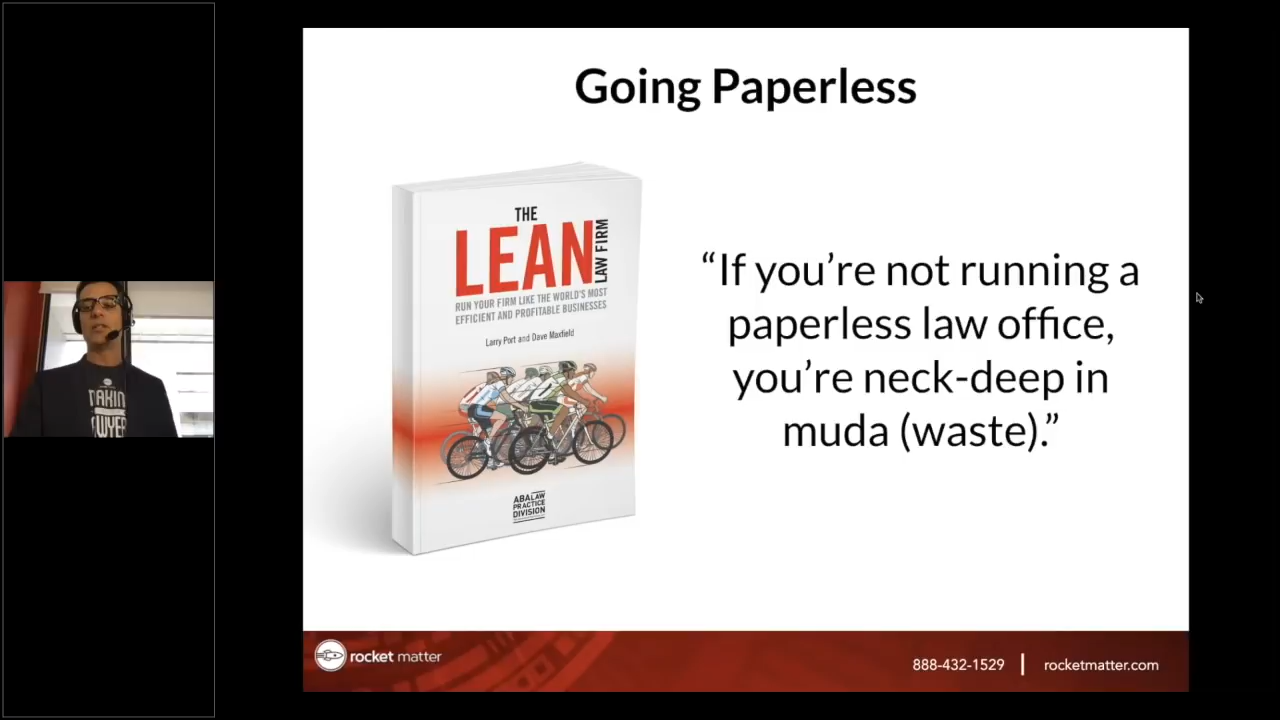 Going Paperless
THE
LEAN
LAW FIRM
RUN YOUR FIRM LIKE THE WORLD'S MOST
EFFICIENT AND PROFITABLE BUSINESSES
Larry Port and Dave Maxfield
ABALAW
PRACTICE
DIVISION
“If you’re not running a
paperless law office,
you’re neck-deep in
muda (waste).”
rocket matter
888-432-1529 | rocketmatter.com